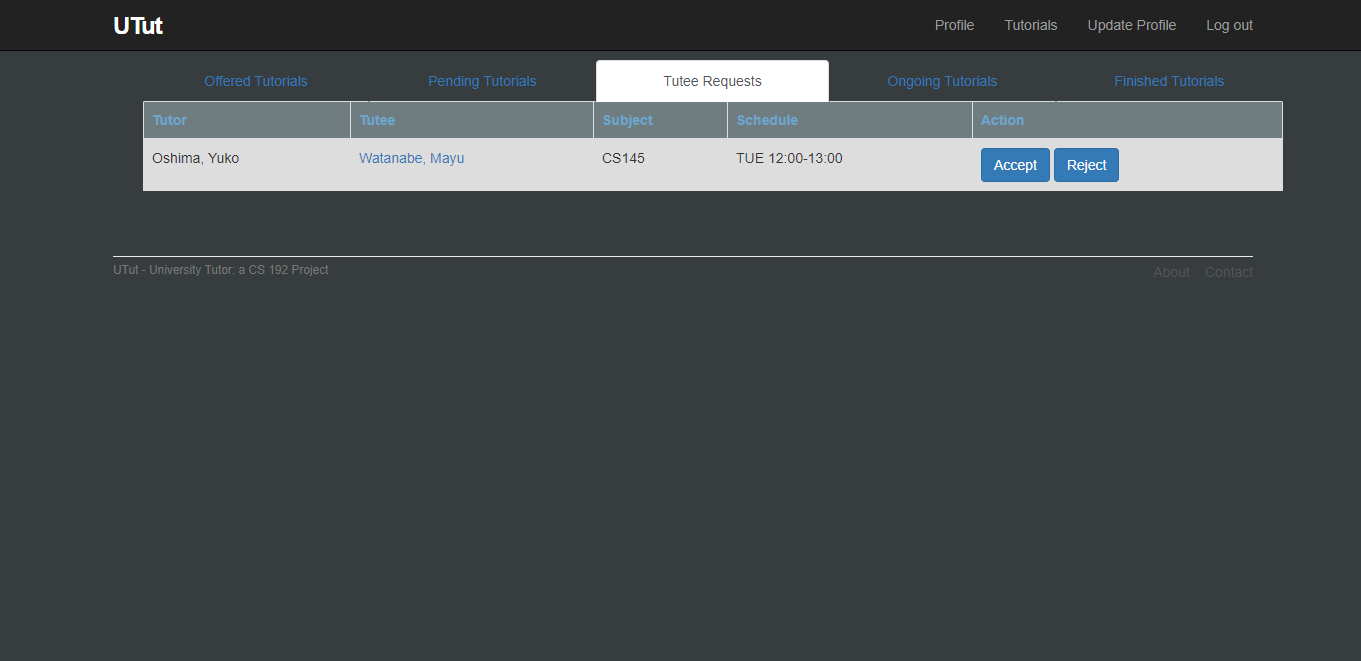 UTut Profile Tutorials Update Profile Log out
Offered Tutorials Pending Tutorials Tutee Requests Ongoing Tutorials Finished Tutorials
Tutor Tutee Subject Schedule Action
Oshima, Yuko Watanabe, Mayu CS145 TUE 12:00-13:00 Accept Reject
UTut - University Tutor: a CS 192 Project About Contact